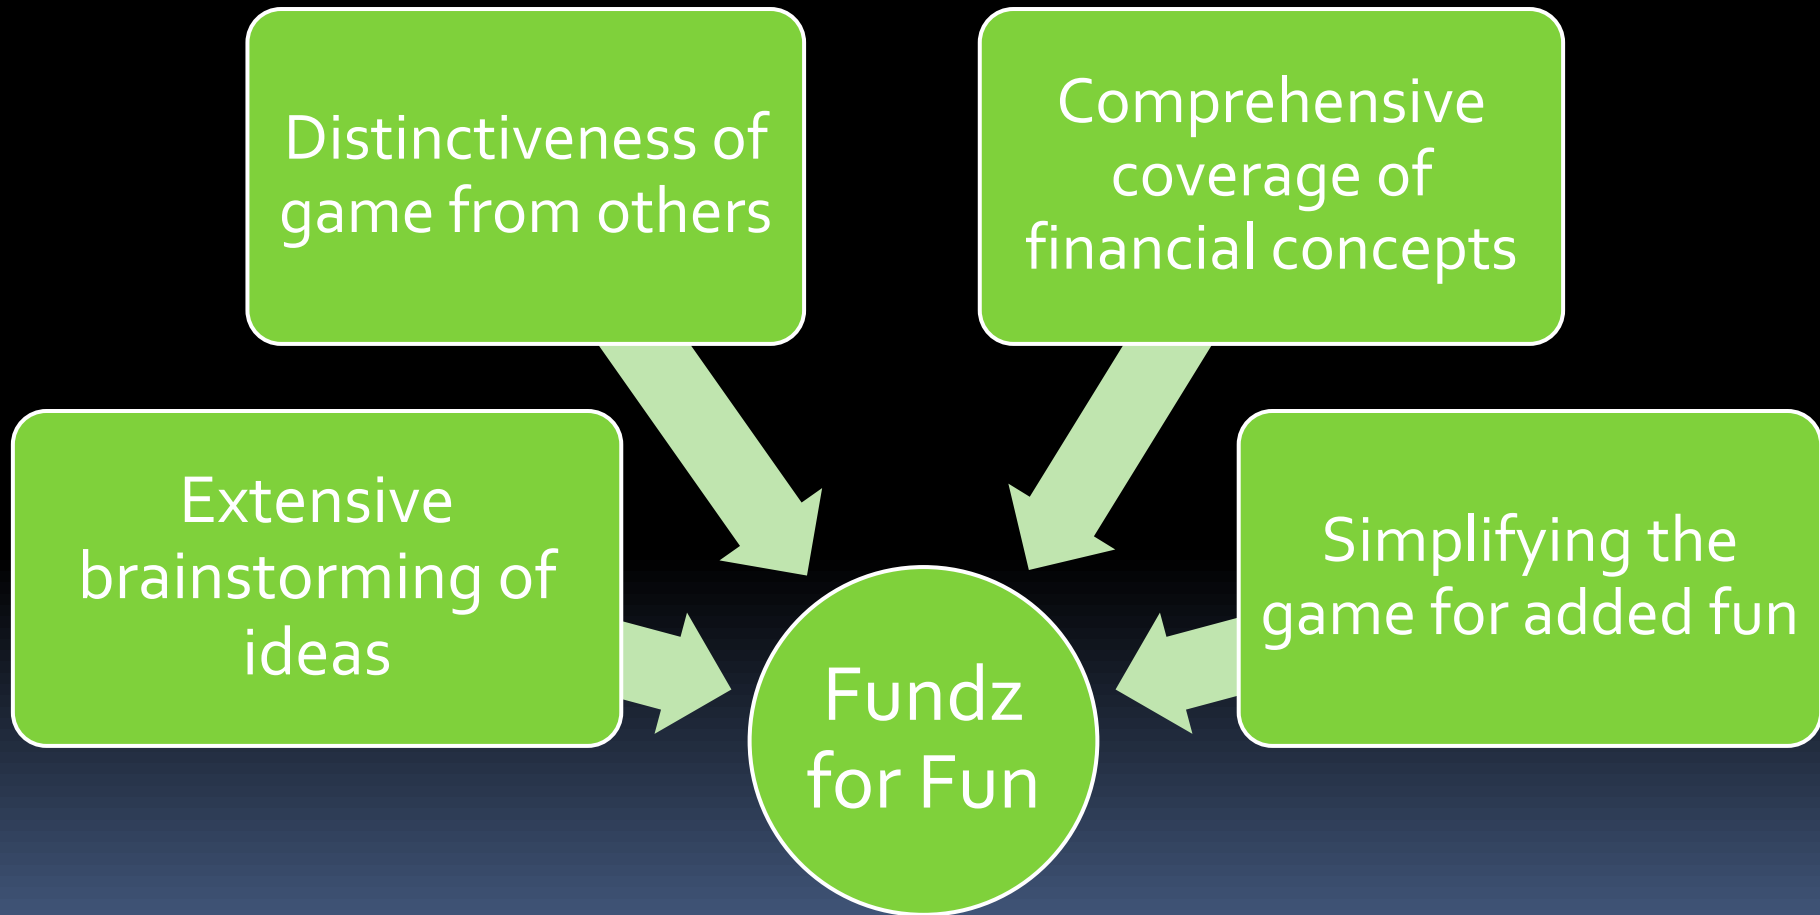 Distinctiveness of
game from others
Comprehensive
coverage of
financial concepts
Extensive
brainstorming of
ideas
Simplifying the
game for added fun
Fundz
for Fun